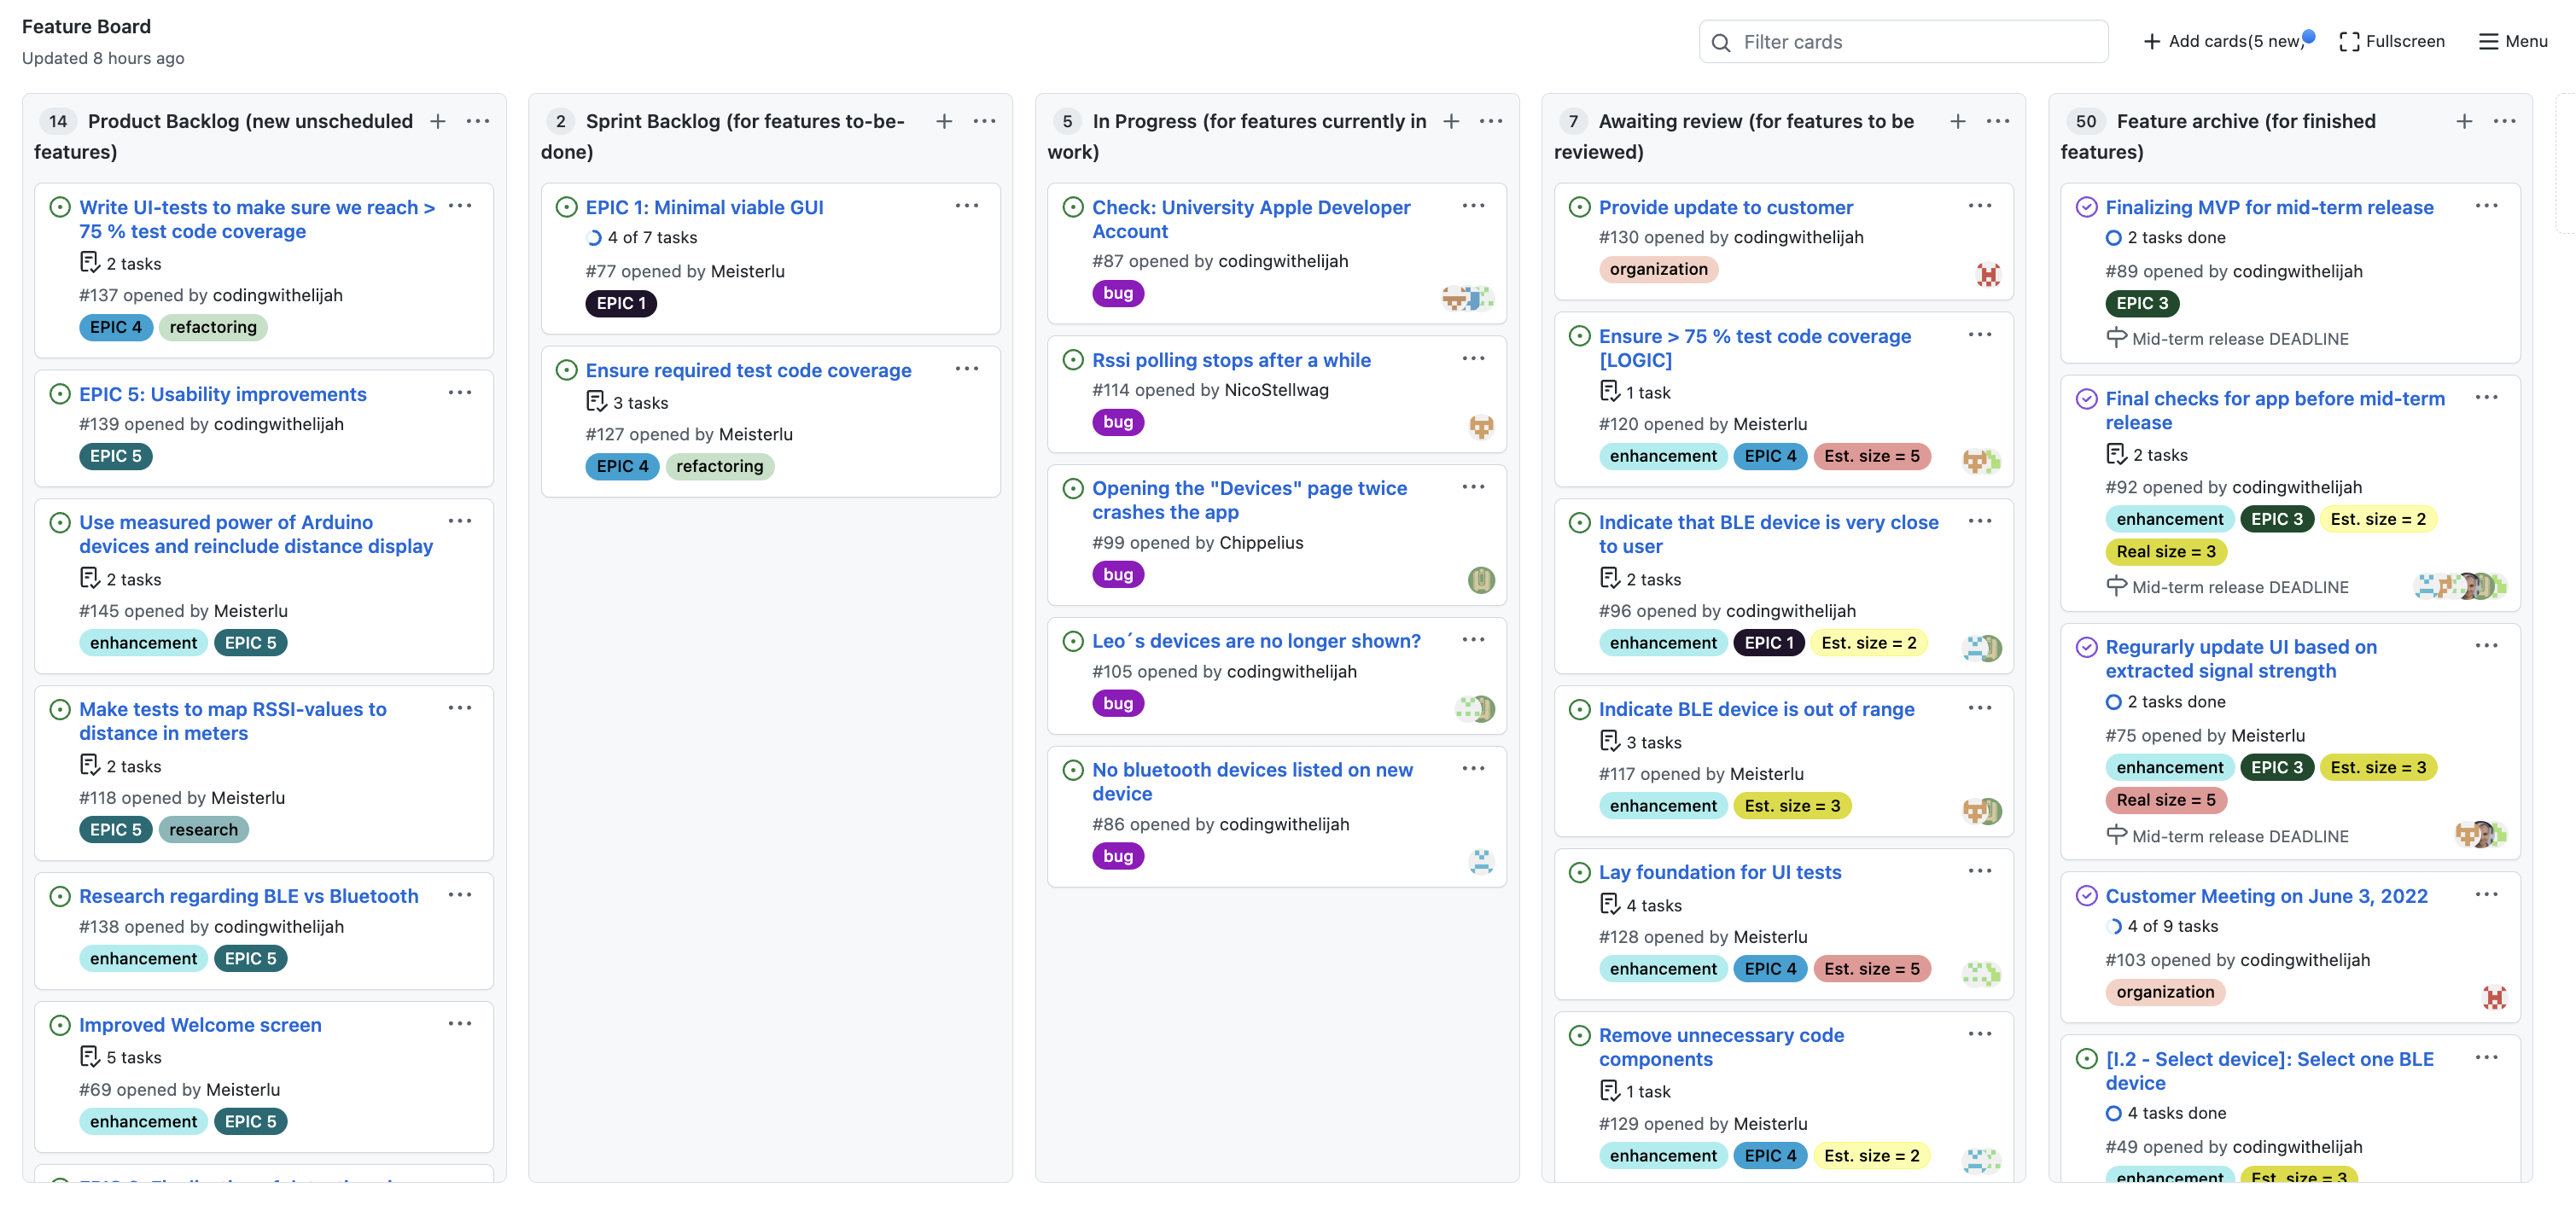 Feature Board
Updated 8 hours ago
Filter cards
Add cards(5 new)
Fullscreen
Menu
14 Product Backlog (new unscheduled
features)
Write UI-tests to make sure we reach >
75 % test code coverage
2 tasks
#137 opened by codingwithelijah
EPIC 4 refactoring
EPIC 5: Usability improvements
#139 opened by codingwithelijah
EPIC 5
Use measured power of Arduino
devices and reinclude distance display
2 tasks
#145 opened by Meisterlu
enhancement EPIC 5
Make tests to map RSSI-values to
distance in meters
2 tasks
#118 opened by Meisterlu
EPIC 5 research
Research regarding BLE vs Bluetooth
#138 opened by codingwithelijah
enhancement EPIC 5
Improved Welcome screen
5 tasks
#69 opened by Meisterlu
enhancement EPIC 5
2 Sprint Backlog (for features to-be-
done)
EPIC 1: Minimal viable GUI
4 of 7 tasks
#77 opened by Meisterlu
EPIC 1
Ensure required test code coverage
3 tasks
#127 opened by Meisterlu
EPIC 4 refactoring
5 In Progress (for features currently in
work)
Check: University Apple Developer
Account
#87 opened by codingwithelijah
bug
Rssi polling stops after a while
#114 opened by NicoStellwag
bug
Opening the "Devices" page twice
crashes the app
#99 opened by Chippelius
bug
Leo´s devices are no longer shown?
#105 opened by codingwithelijah
bug
No bluetooth devices listed on new
device
#86 opened by codingwithelijah
bug
7 Awaiting review (for features to be
reviewed)
Provide update to customer
#130 opened by codingwithelijah
organization
Ensure > 75 % test code coverage
[LOGIC]
1 task
#120 opened by Meisterlu
enhancement EPIC 4 Est. size = 5
Indicate that BLE device is very close
to user
2 tasks
#96 opened by codingwithelijah
enhancement EPIC 1 Est. size = 2
Indicate BLE device is out of range
3 tasks
#117 opened by Meisterlu
enhancement Est. size = 3
Lay foundation for UI tests
4 tasks
#128 opened by Meisterlu
enhancement EPIC 4 Est. size = 5
Remove unnecessary code
components
1 task
#129 opened by Meisterlu
enhancement EPIC 4 Est. size = 2
50 Feature archive (for finished
features)
Finalizing MVP for mid-term release
2 tasks done
#89 opened by codingwithelijah
EPIC 3
Mid-term release DEADLINE
Final checks for app before mid-term
release
2 tasks
#92 opened by codingwithelijah
enhancement EPIC 3 Est. size = 2
Real size = 3
Mid-term release DEADLINE
Regurarly update UI based on
extracted signal strength
2 tasks done
#75 opened by Meisterlu
enhancement EPIC 3 Est. size = 3
Real size = 5
Mid-term release DEADLINE
Customer Meeting on June 3, 2022
4 of 9 tasks
#103 opened by codingwithelijah
organization
[I.2 - Select device]: Select one BLE
device
4 tasks done
#49 opened by codingwithelijah
enhancement Est. size = 3